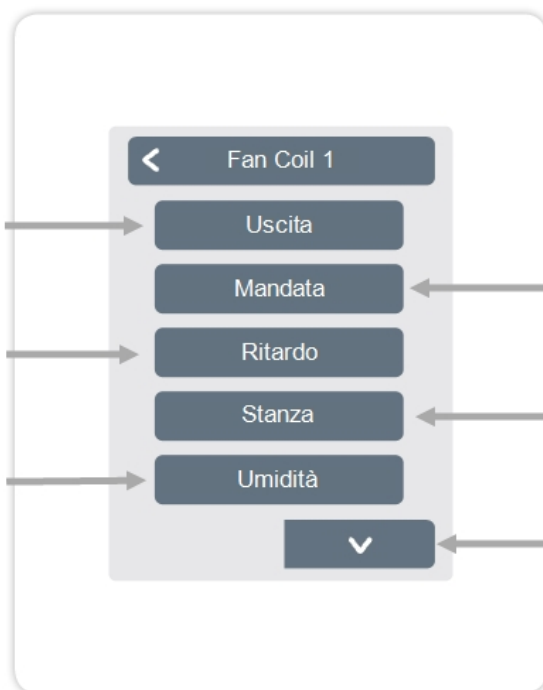 Fan Coil 1
Uscita
Mandata
Ritardo
Stanza
Umidità